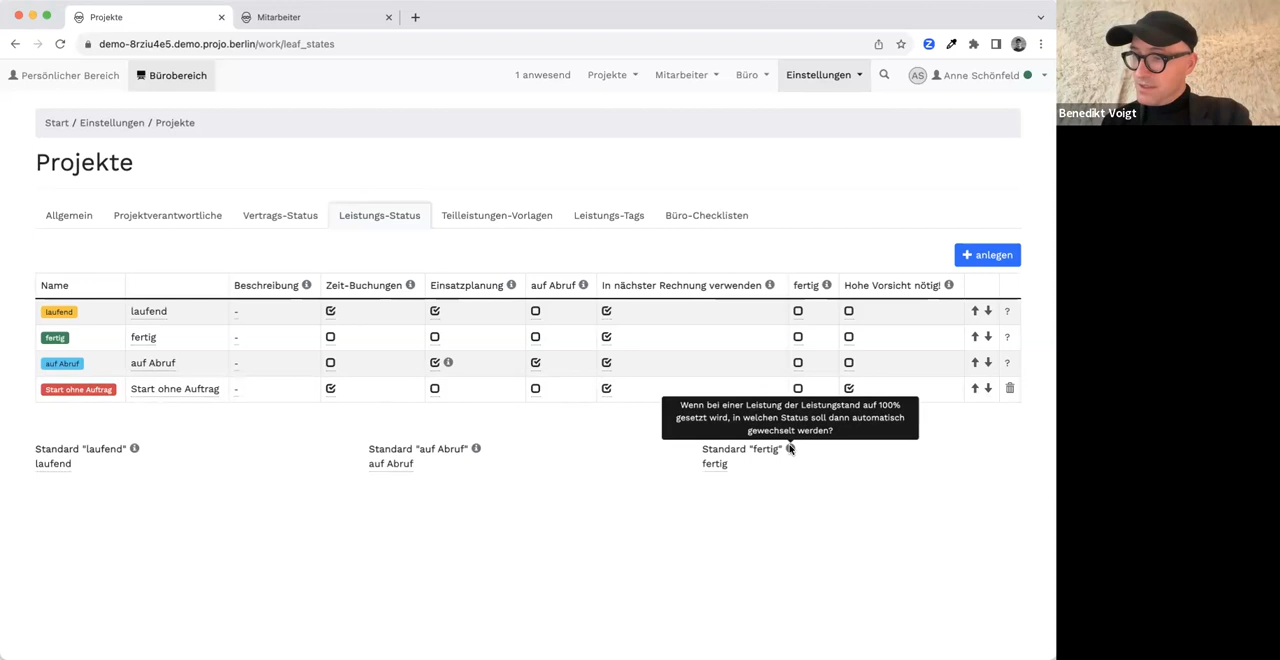 Projekte
Mitarbeiter
demo-8rziu4e5.demo.projo.berlin/work/leaf_states
Persönlicher Bereich
Bürobereich
1 anwesend
Projekte
Mitarbeiter
Büro
Einstellungen
AS
Anne Schönfeld
Benedikt Voigt
Start / Einstellungen / Projekte
Projekte
Allgemein
Projektverantwortliche
Vertrags-Status
Leistungs-Status
Teilleistungen-Vorlagen
Leistungs-Tags
Büro-Checklisten
+ anlegen
Name Beschreibung Zeit-Buchungen Einsatzplanung auf Abruf In nächster Rechnung verwenden fertig Hohe Vorsicht nötig!
laufend laufend - ?
fertig fertig - ?
auf Abruf auf Abruf - ?
Start ohne Auftrag Start ohne Auftrag -
Wenn bei einer Leistung der Leistungstand auf 100%
gesetzt wird, in welchen Status soll dann automatisch
gewechselt werden?
Standard "laufend"
laufend
Standard "auf Abruf"
auf Abruf
Standard "fertig"
fertig